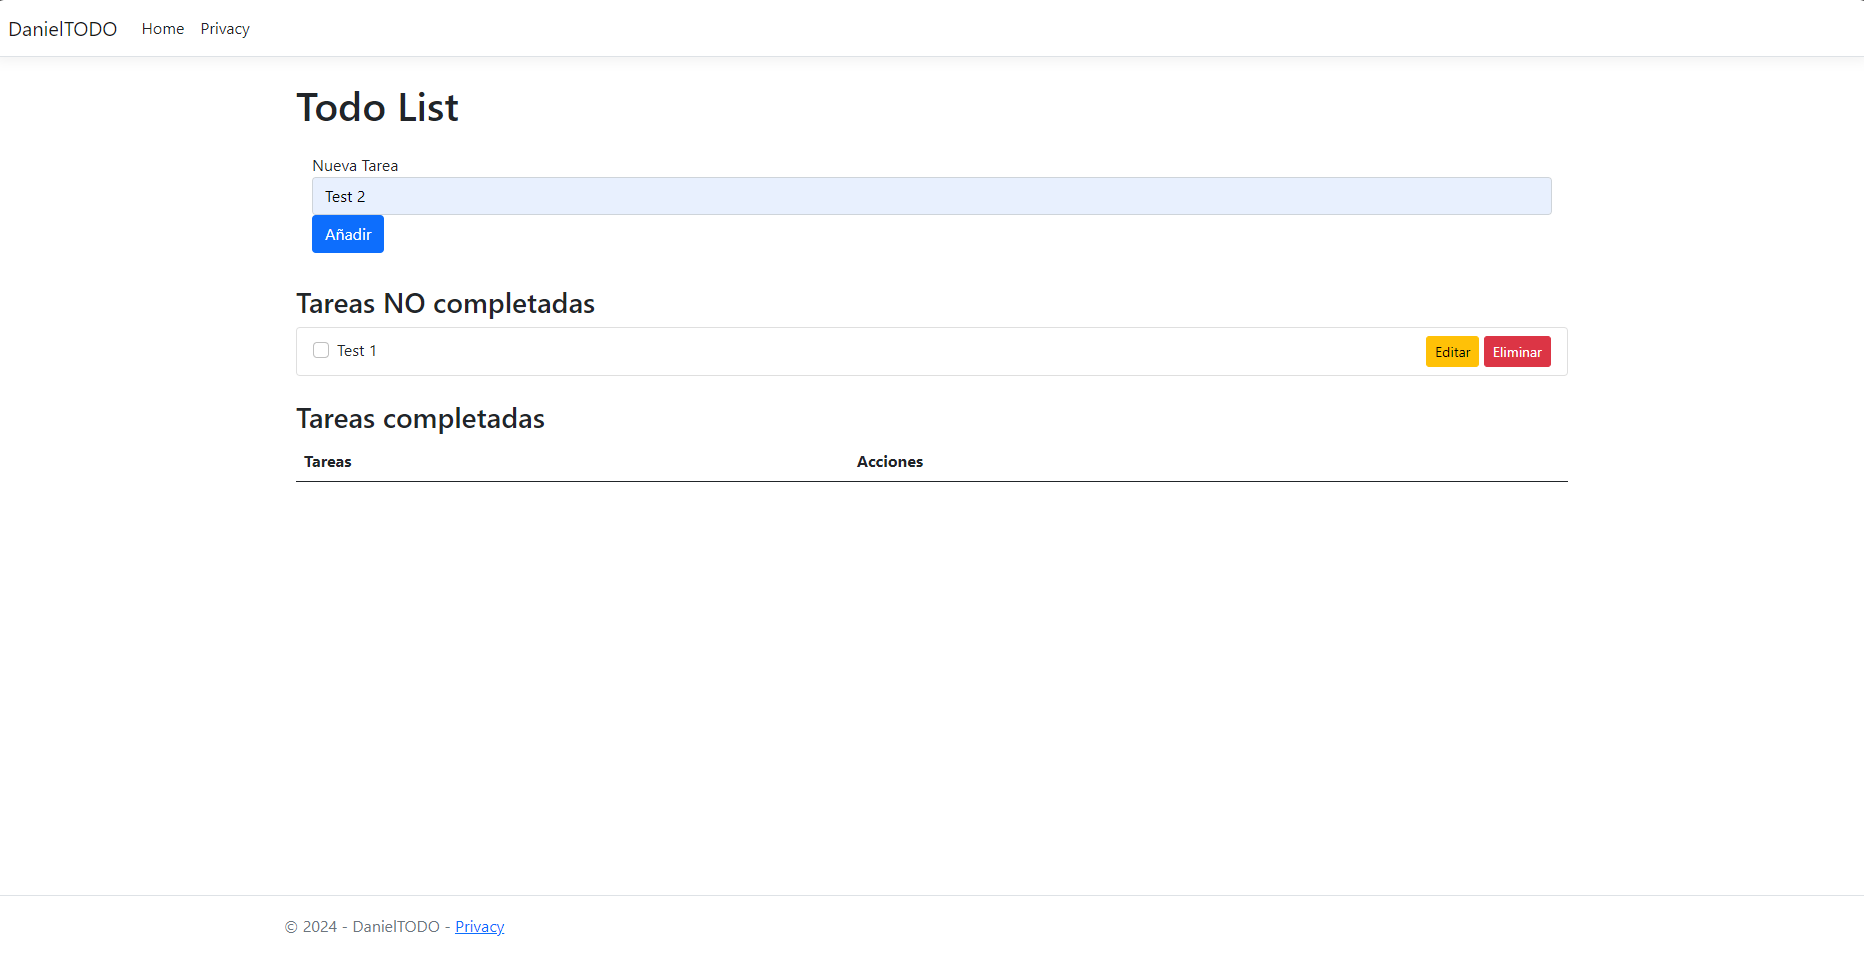 DanielTODO Home Privacy
Todo List
Nueva Tarea
Test 2
Añadir
Tareas NO completadas
Test 1 Editar Eliminar
Tareas completadas
Tareas Acciones
© 2024 - DanielTODO - Privacy